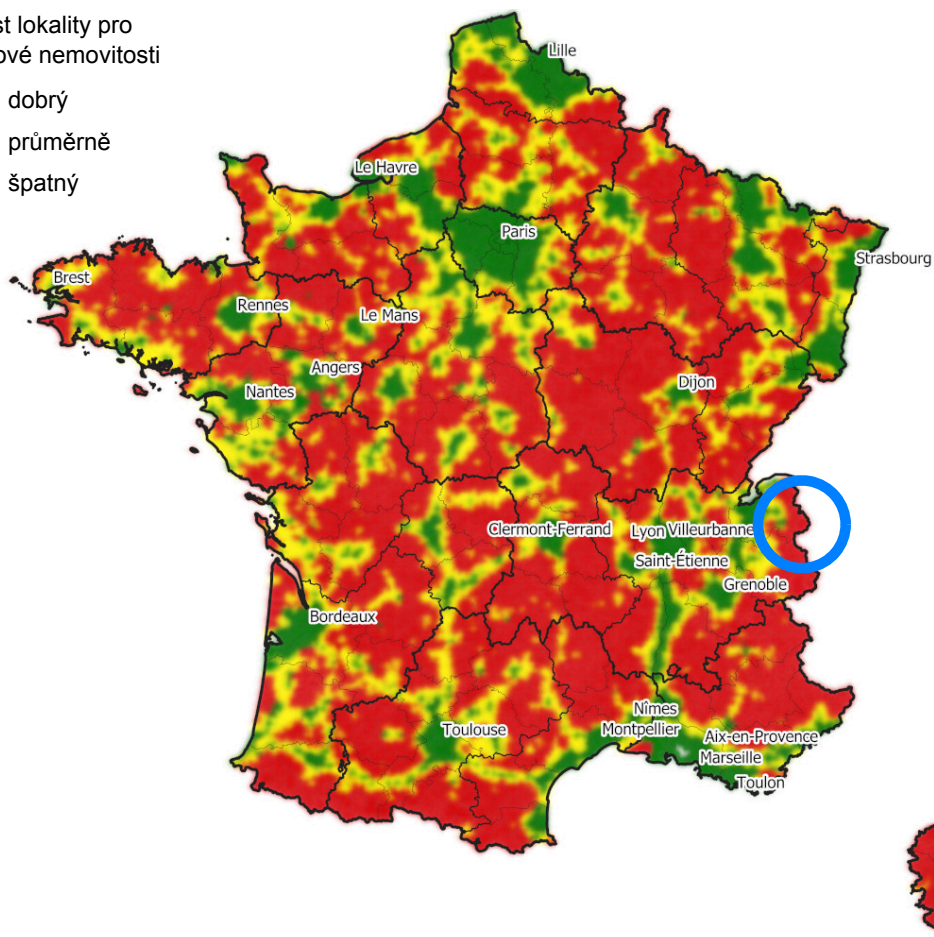 st lokality pro
ové nemovitosti
dobrý
průměrně
špatný
Lille
Le Havre
Paris
Strasbourg
Brest
Rennes
Le Mans
Angers
Nantes
Dijon
Clermont-Ferrand
Lyon Villeurbanne
Saint-Étienne
Grenoble
Bordeaux
Nîmes
Toulouse
Montpellier
Aix-en-Provence
Marseille
Toulon